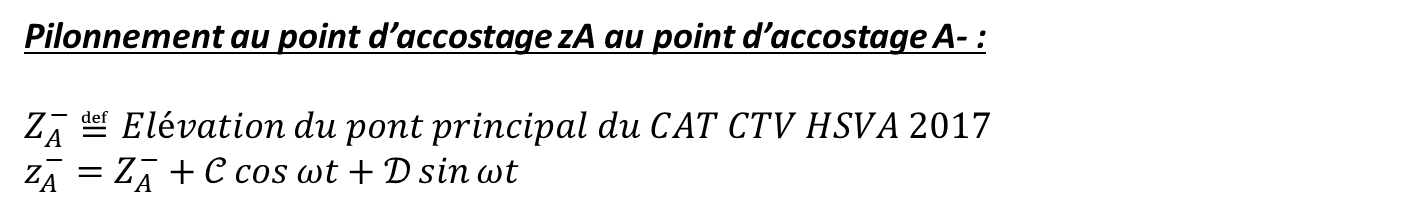 Pilonnement au point d’accostage zA au point d’accostage A- :
Z_A^- ≝ Elévation du pont principal du CAT CTV HSVA 2017
z_A^- = Z_A^- + 𝒞 cos ωt + 𝒟 sin ωt